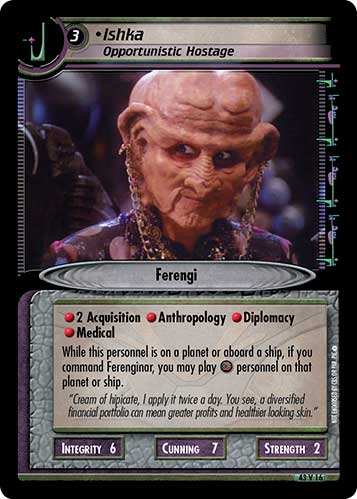 3
•Ishka
Opportunistic Hostage
Ferengi
2 Acquisition Anthropology Diplomacy
Medical
While this personnel is on a planet or aboard a ship, if you
command Ferenginar, you may play personnel on that
planet or ship.
"Cream of hipicate, I apply it twice a day. You see, a diversified
financial portfolio can mean greater profits and healthier looking skin."
INTEGRITY 6 CUNNING 7 STRENGTH 2
43 V 16